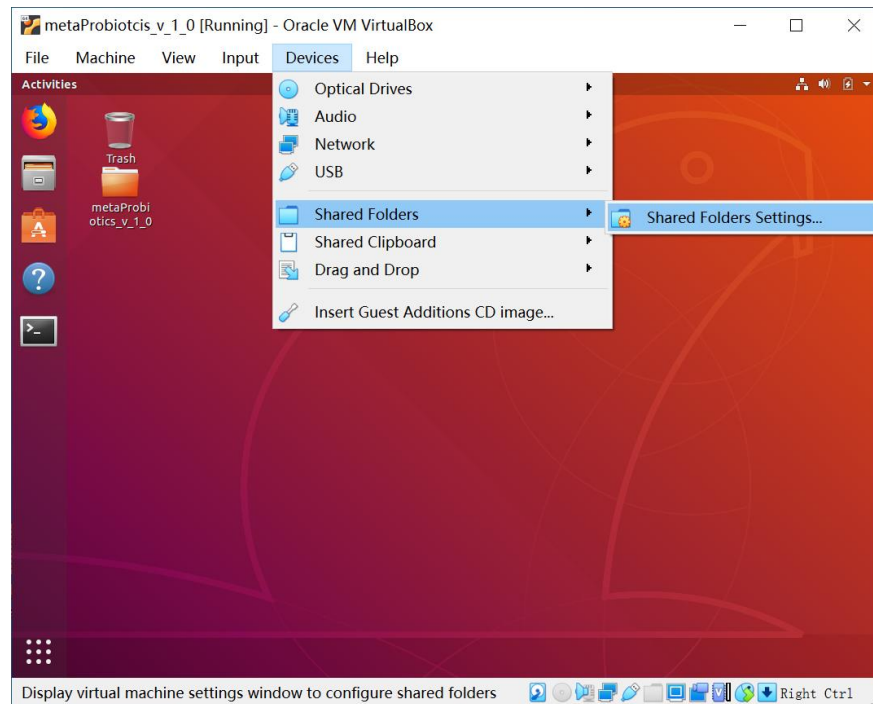 metaProbiotcis_v_1_0 [Running] - Oracle VM VirtualBox
File Machine View Input Devices Help
Activities
Optical Drives
Audio
Network
USB
Shared Folders
Shared Clipboard
Drag and Drop
Insert Guest Additions CD image...
Shared Folders Settings...
Trash
metaProbi
otics_v_1_0
Display virtual machine settings window to configure shared folders Right Ctrl